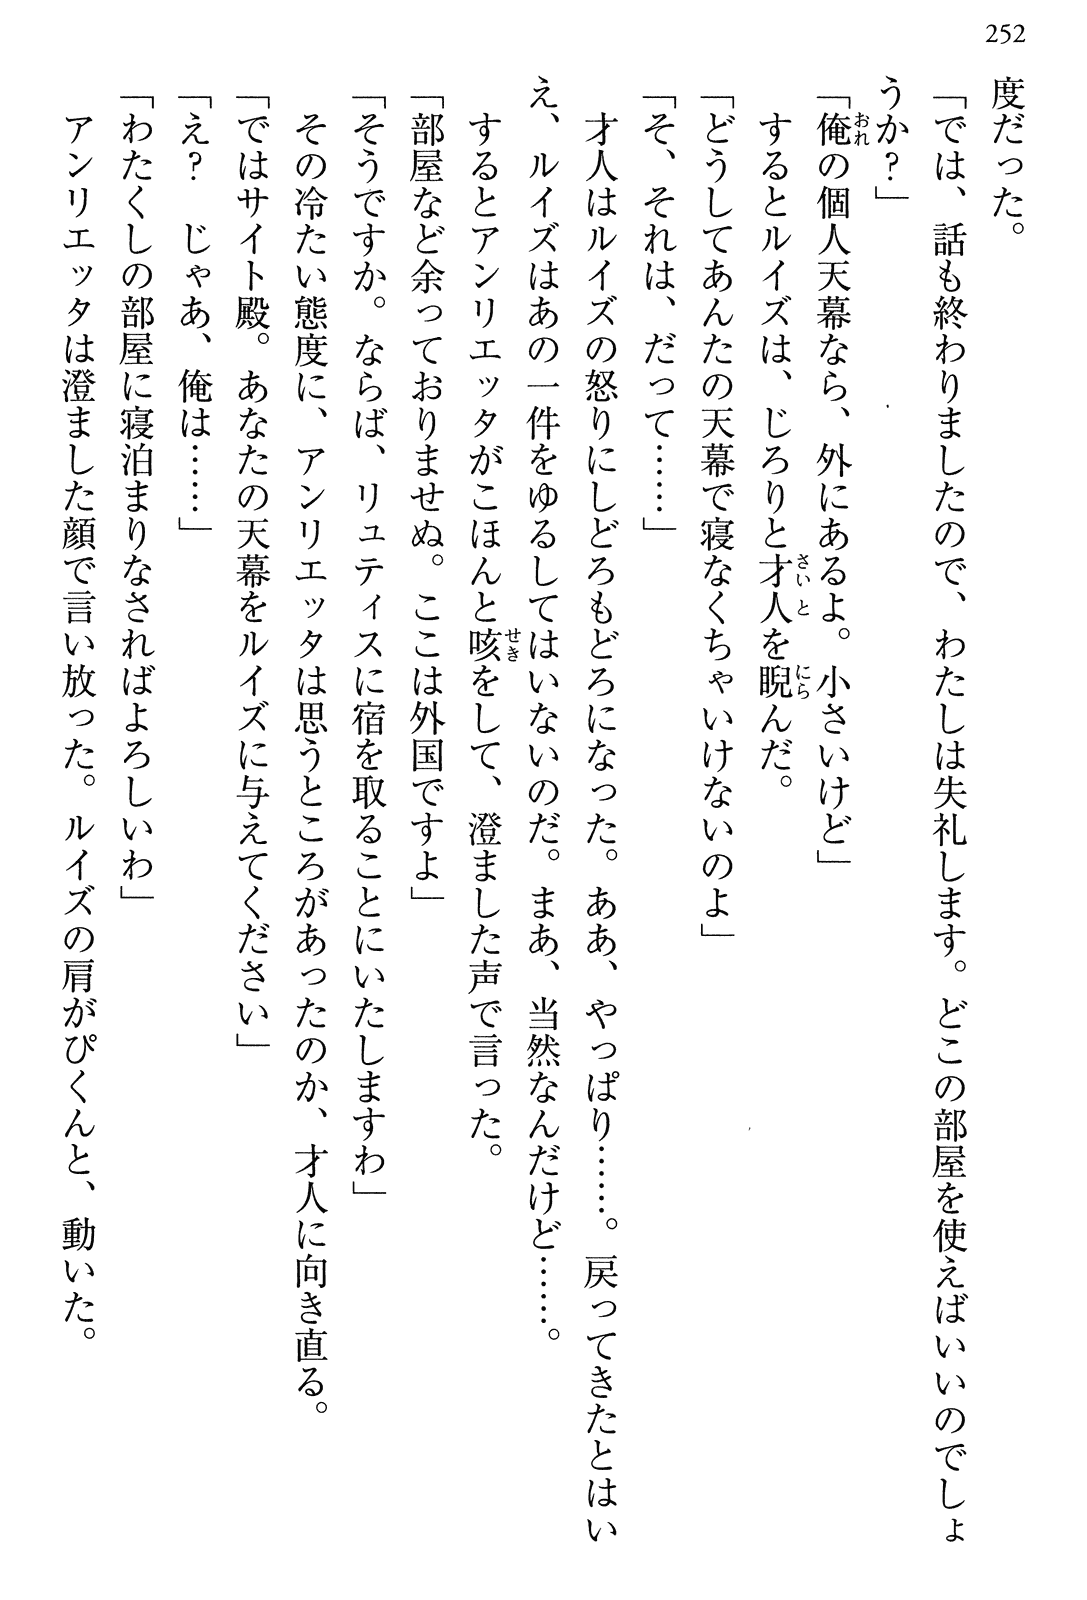 252
度だった。
「では、話も終わりましたので、わたしは失礼します。どこの部屋を使えばいいのでしょ
うか?」
「俺の個人天幕なら、外にあるよ。小さいけど」
するとルイズは、じろりと才人を睨んだ。
「どうしてあんたの天幕で寝なくちゃいけないのよ」
「そ、それは、だって……」
才人はルイズの怒りにしどろもどろになった。ああ、やっぱり……。戻ってきたとはい
え、ルイズはあの一件をゆるしてはいないのだ。まあ、当然なんだけど……。
するとアンリエッタがこほんと咳をして、澄ました声で言った。
「部屋など余っておりませぬ。ここは外国ですよ」
「そうですか。ならば、リュティスに宿を取ることにいたしますわ」
その冷たい態度に、アンリエッタは思うところがあったのか、才人に向き直る。
「ではサイト殿。あなたの天幕をルイズに与えてください」
「え? じゃあ、俺は……」
「わたくしの部屋に寝泊まりなさればよろしいわ」
アンリエッタは澄ました顔で言い放った。ルイズの肩がぴくんと、動いた。